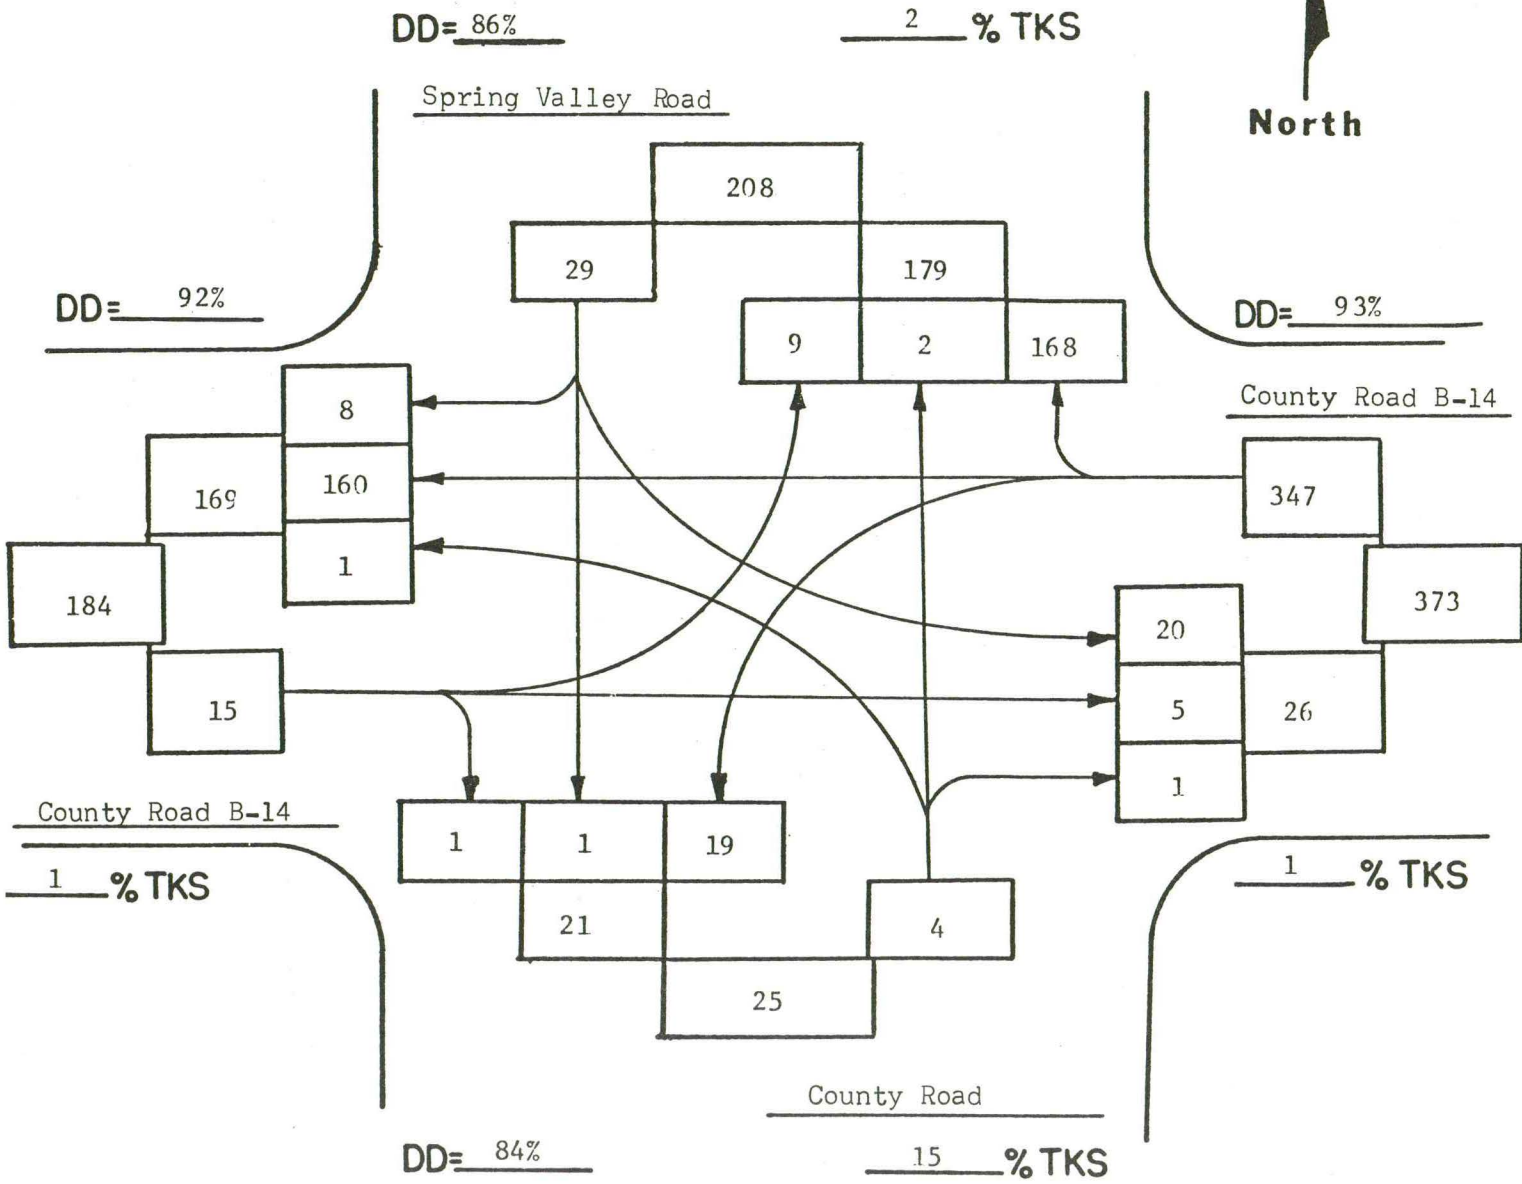 DD= 86%
2 % TKS
Spring Valley Road
North
208
29
179
DD= 92%
DD= 93%
9
2
168
County Road B-14
8
169
160
347
1
184
373
20
15
5
26
1
County Road B-14
1
1
19
1 % TKS
1 % TKS
21
4
25
County Road
DD= 84%
15 % TKS